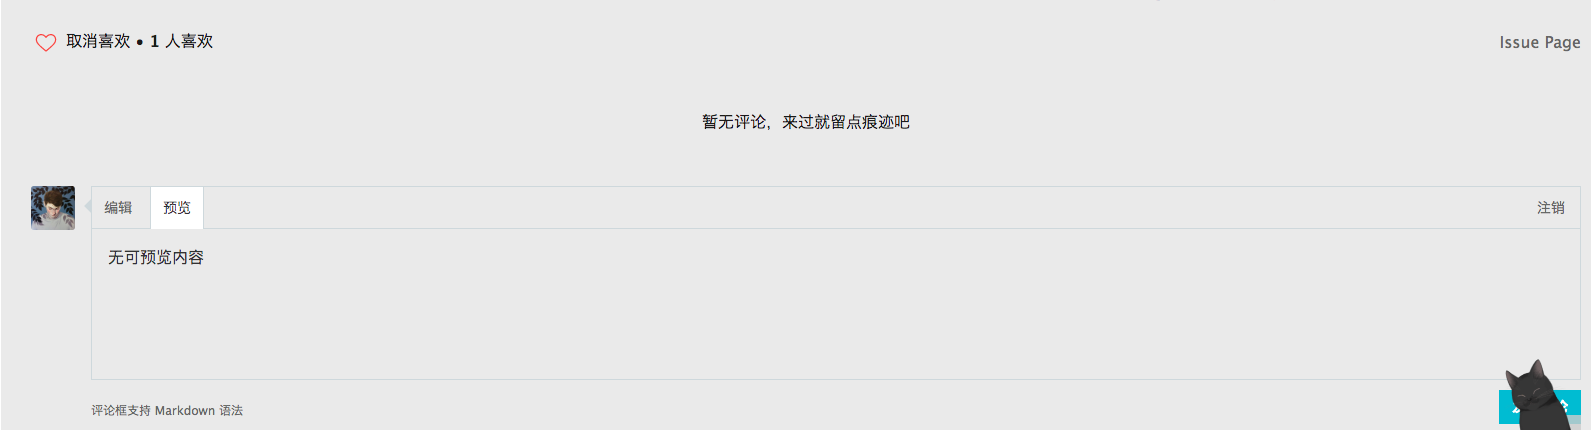 取消喜欢 • 1 人喜欢
Issue Page
暂无评论，来过就留点痕迹吧
编辑 预览 注销
无可预览内容
评论框支持 Markdown 语法